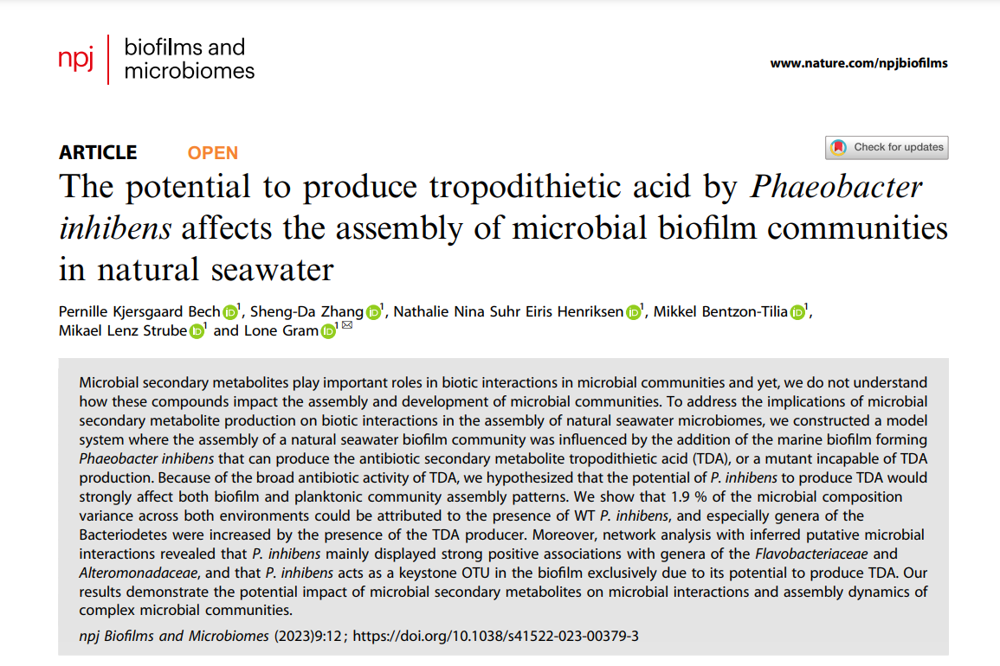 npj
biofilms and
microbiomes
www.nature.com/npjbiofilms
ARTICLE OPEN
Check for updates
The potential to produce tropodithietic acid by Phaeobacter
inhibens affects the assembly of microbial biofilm communities
in natural seawater
Pernille Kjersgaard Bech iD 1, Sheng-Da Zhang iD 1, Nathalie Nina Suhr Eiris Henriksen iD 1, Mikkel Bentzon-Tilia iD 1,
Mikael Lenz Strube iD 1 and Lone Gram iD 1✉
Microbial secondary metabolites play important roles in biotic interactions in microbial communities and yet, we do not understand
how these compounds impact the assembly and development of microbial communities. To address the implications of microbial
secondary metabolite production on biotic interactions in the assembly of natural seawater microbiomes, we constructed a model
system where the assembly of a natural seawater biofilm community was influenced by the addition of the marine biofilm forming
Phaeobacter inhibens that can produce the antibiotic secondary metabolite tropodithietic acid (TDA), or a mutant incapable of TDA
production. Because of the broad antibiotic activity of TDA, we hypothesized that the potential of P. inhibens to produce TDA would
strongly affect both biofilm and planktonic community assembly patterns. We show that 1.9 % of the microbial composition
variance across both environments could be attributed to the presence of WT P. inhibens, and especially genera of the
Bacteriodetes were increased by the presence of the TDA producer. Moreover, network analysis with inferred putative microbial
interactions revealed that P. inhibens mainly displayed strong positive associations with genera of the Flavobacteriaceae and
Alteromonadaceae, and that P. inhibens acts as a keystone OTU in the biofilm exclusively due to its potential to produce TDA. Our
results demonstrate the potential impact of microbial secondary metabolites on microbial interactions and assembly dynamics of
complex microbial communities.
npj Biofilms and Microbiomes (2023)9:12 ; https://doi.org/10.1038/s41522-023-00379-3